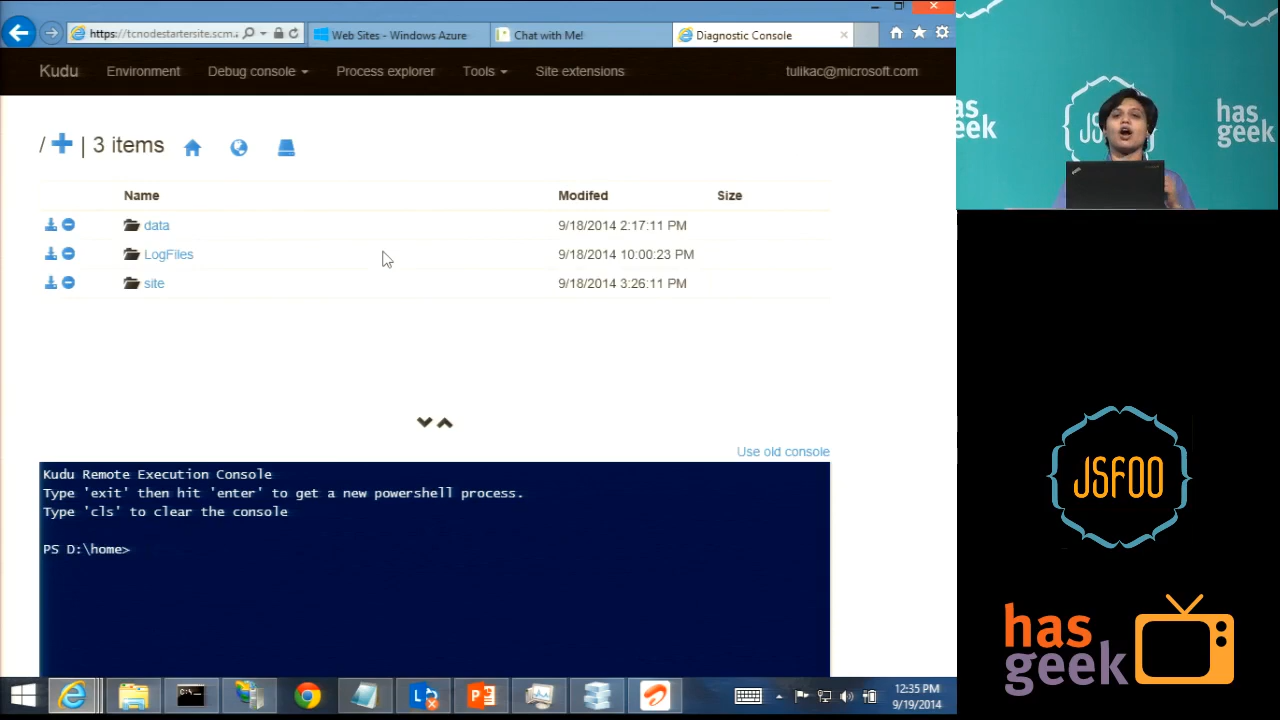 https://tcnodestartersite.scm.a
Web Sites - Windows Azure
Chat with Me!
Diagnostic Console
Kudu
Environment
Debug console
Process explorer
Tools
Site extensions
tulikac@microsoft.com
/ + | 3 items
Name
Modifed
Size
data
9/18/2014 2:17:11 PM
LogFiles
9/18/2014 10:00:23 PM
site
9/18/2014 3:26:11 PM
Use old console
Kudu Remote Execution Console
Type 'exit' then hit 'enter' to get a new powershell process.
Type 'cls' to clear the console
PS D:\home>
12:35 PM
9/19/2014
has
geek
JS
has
geek
JSFOO
has
geek